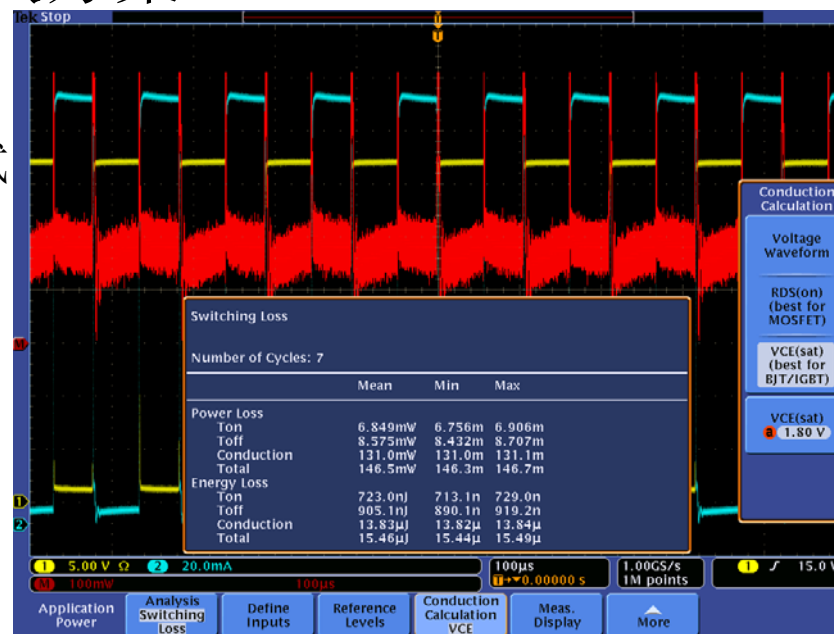 Tek Stop
Conduction
Calculation
Voltage
Waveform
RDS(on)
(best for
MOSFET)
VCE(sat)
(best for
BJT/IGBT)
VCE(sat)
a 1.80 V
Switching Loss
Number of Cycles: 7
Mean Min Max
Power Loss
Ton 6.849mW 6.756m 6.906m
Toff 8.575mW 8.432m 8.707m
Conduction 131.0mW 131.0m 131.1m
Total 146.5mW 146.3m 146.7m
Energy Loss
Ton 723.0nJ 713.1n 729.0n
Toff 905.1nJ 890.1n 919.2n
Conduction 13.83µJ 13.82µ 13.84µ
Total 15.46µJ 15.44µ 15.49µ
M
1
2
1 5.00 V Ω 2 20.0mA 100µs 1.00GS/s 1 15.0 V
M 100mW 100µs T 0.00000 s 1M points
Application
Power
Analysis
Switching
Loss
Define
Inputs
Reference
Levels
Conduction
Calculation
VCE
Meas.
Display
More